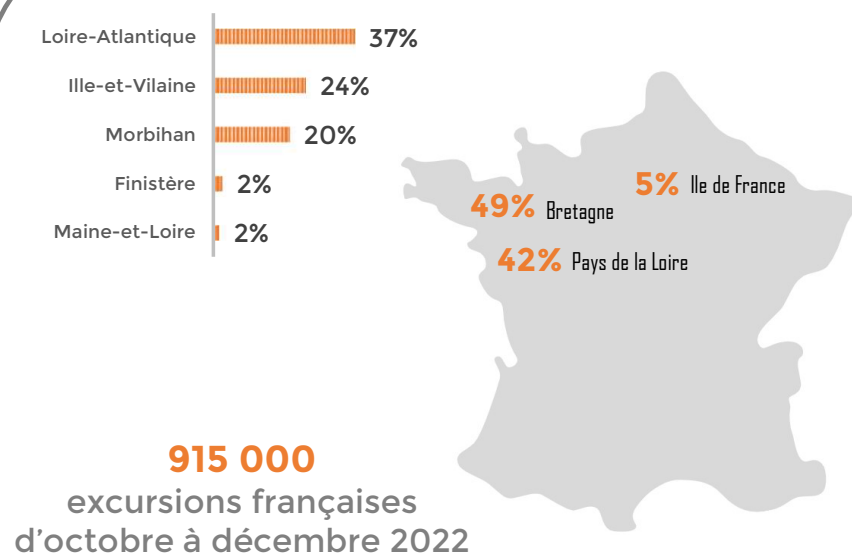 Loire-Atlantique 37%
Ille-et-Vilaine 24%
Morbihan 20%
Finistère 2%
Maine-et-Loire 2%
5% Ile de France
49% Bretagne
42% Pays de la Loire
915 000
excursions françaises
d'octobre à décembre 2022